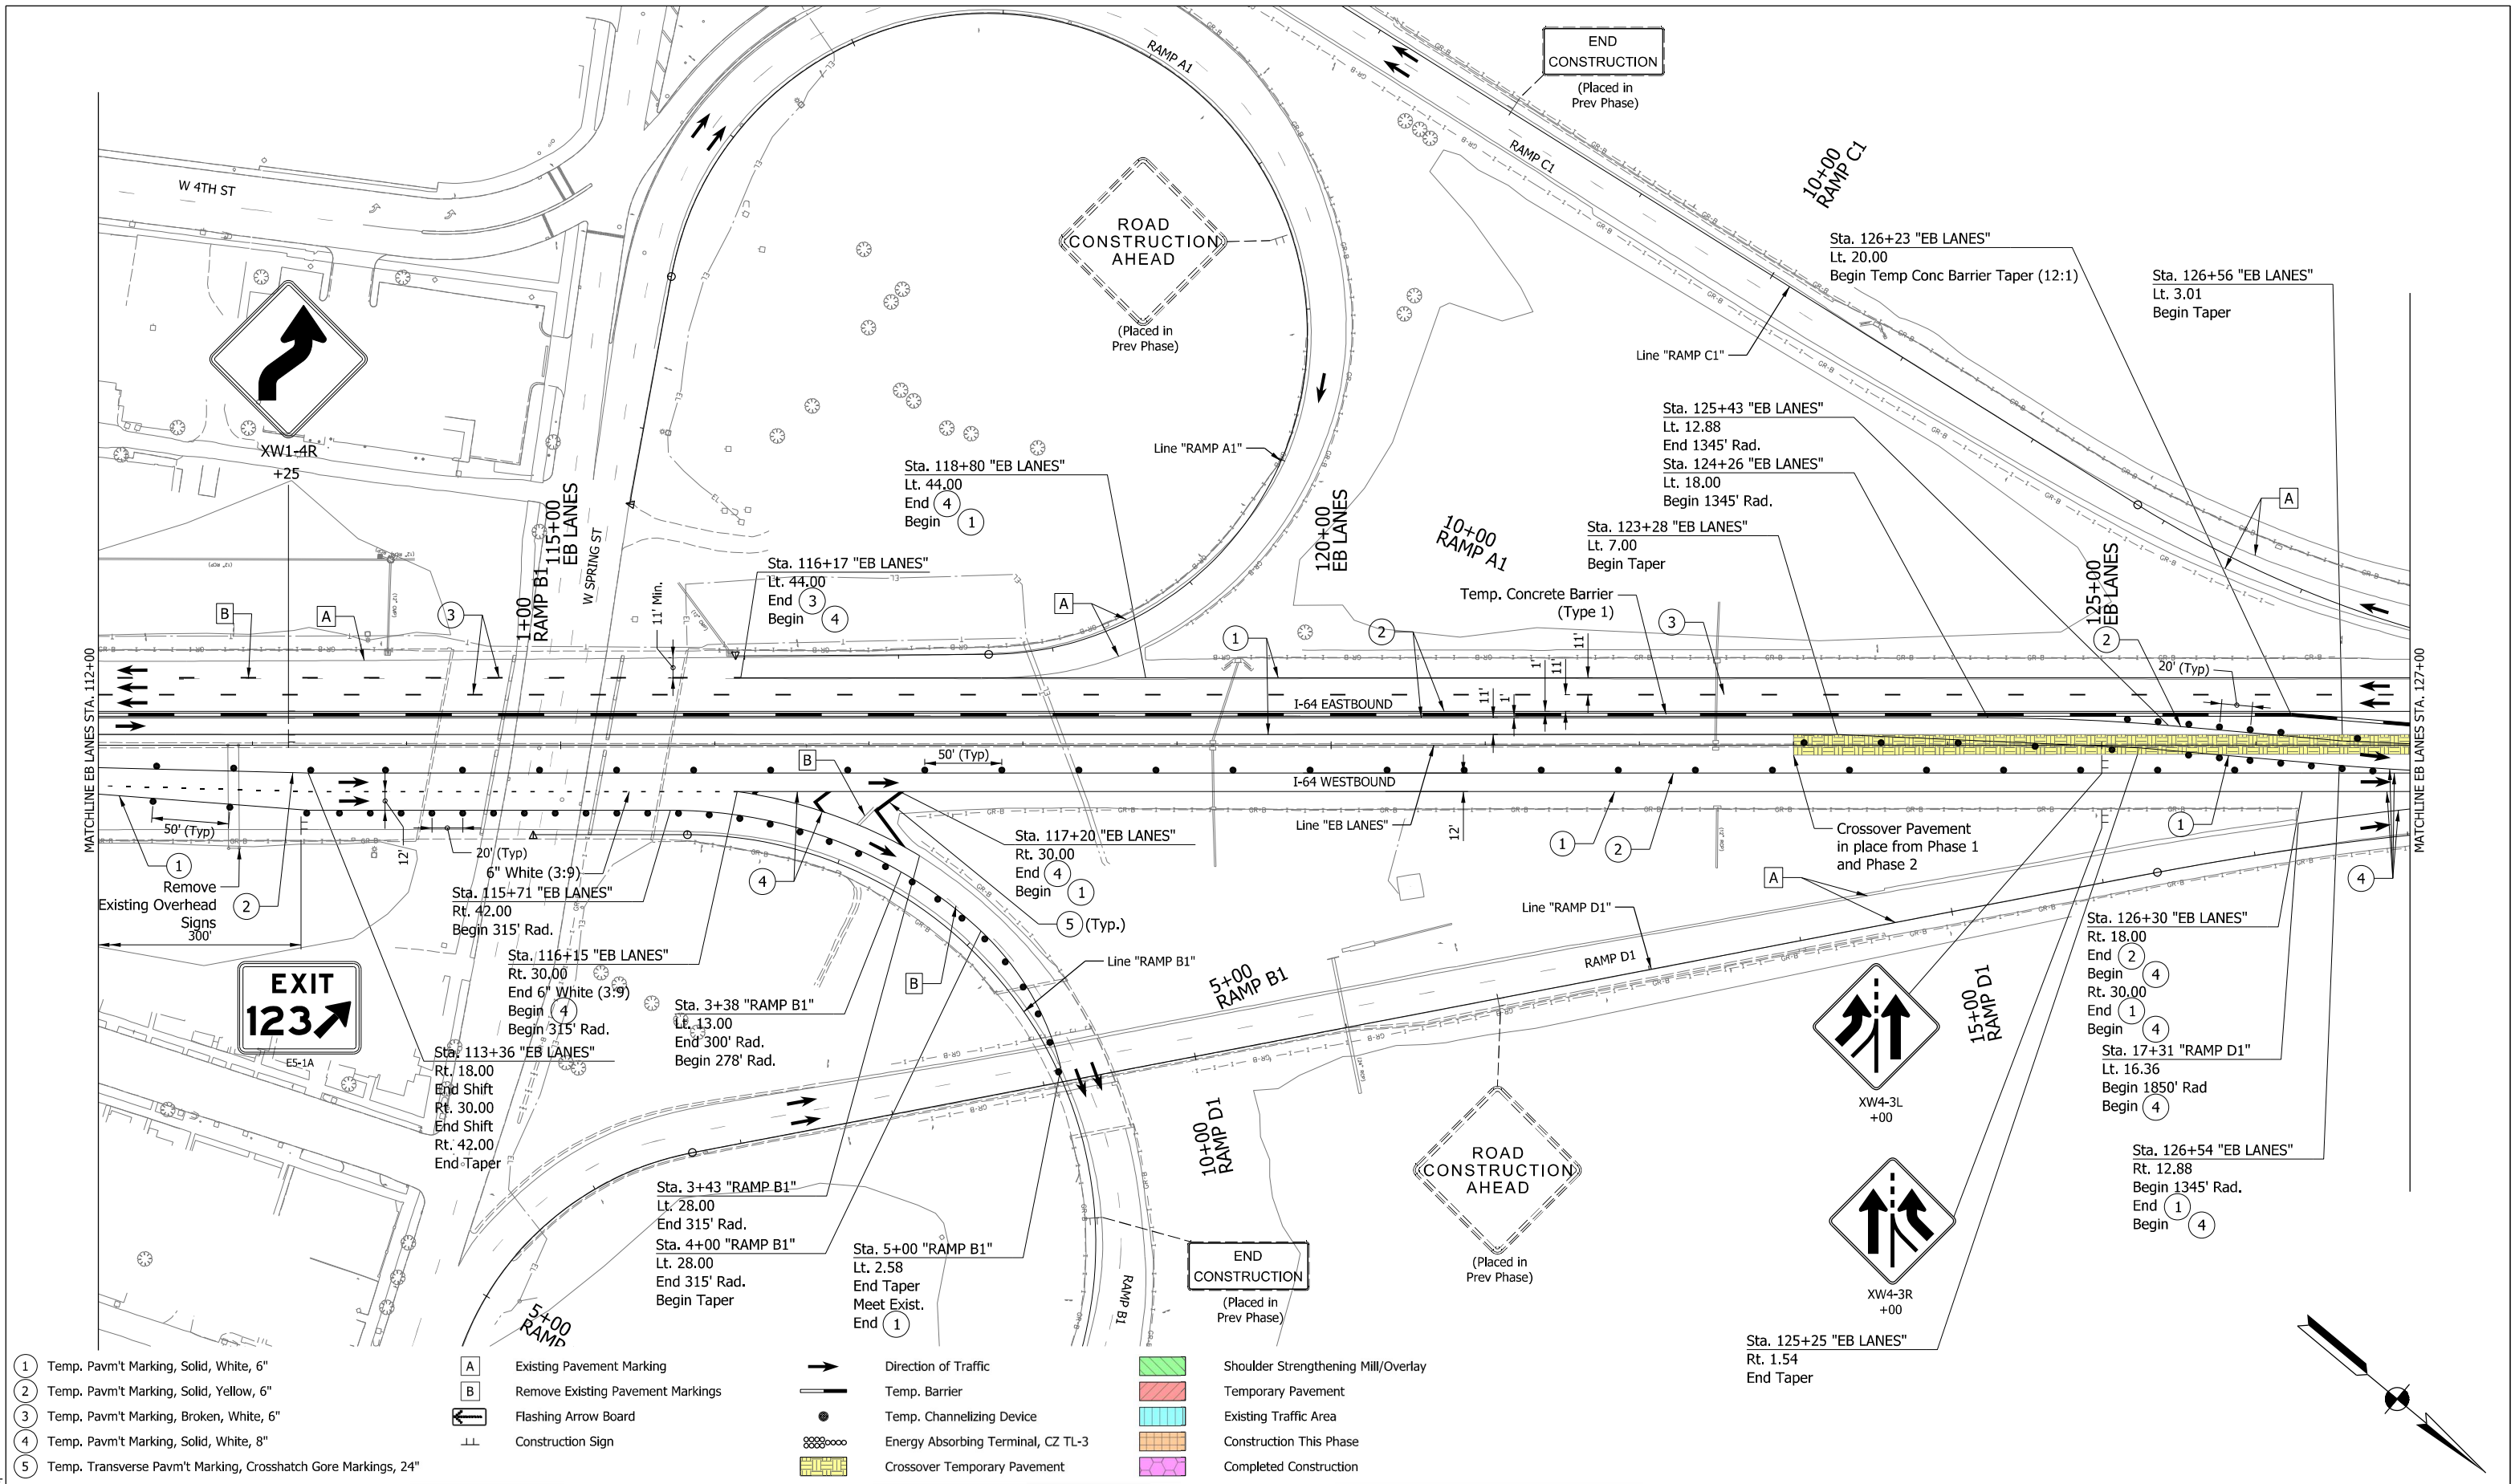 END
CONSTRUCTION
(Placed in
Prev Phase)
RAMP A1
RAMP C1
10+00
RAMP C1
W 4TH ST
ROAD
CONSTRUCTION
AHEAD
(Placed in
Prev Phase)
Sta. 126+23 "EB LANES"
Lt. 20.00
Begin Temp Conc Barrier Taper (12:1)
Sta. 126+56 "EB LANES"
Lt. 3.01
Begin Taper
Line "RAMP C1"
XW1-4R
+25
Sta. 125+43 "EB LANES"
Lt. 12.88
End 1345' Rad.
Sta. 124+26 "EB LANES"
Lt. 18.00
Begin 1345' Rad.
Line "RAMP A1"
Sta. 118+80 "EB LANES"
Lt. 44.00
End 4
Begin 1
Sta. 123+28 "EB LANES"
Lt. 7.00
Begin Taper
A
115+00
EB LANES
W SPRING ST
1+00
RAMP B1
120+00
EB LANES
10+00
RAMP A1
125+00
EB LANES
Sta. 116+17 "EB LANES"
Lt. 44.00
End 3
Begin 4
Temp. Concrete Barrier
(Type 1)
B
A
3
11' Min.
A
1
2
3
2
20' (Typ)
11'
1'
11'
11'
1'
MATCHLINE EB LANES STA. 112+00
MATCHLINE EB LANES STA. 127+00
I-64 EASTBOUND
I-64 WESTBOUND
B
50' (Typ)
50' (Typ)
12'
20' (Typ)
6" White (3:9)
12'
Line "EB LANES"
1
2
1
4
Crossover Pavement
in place from Phase 1
and Phase 2
1
Remove
Existing Overhead
Signs
2
300'
Sta. 115+71 "EB LANES"
Rt. 42.00
Begin 315' Rad.
4
Sta. 117+20 "EB LANES"
Rt. 30.00
End 4
Begin 1
5 (Typ.)
A
Line "RAMP D1"
RAMP D1
Sta. 126+30 "EB LANES"
Rt. 18.00
End 2
Begin 4
Rt. 30.00
End 1
Begin 4
Sta. 116+15 "EB LANES"
Rt. 30.00
End 6" White (3:9)
Begin 4
Begin 315' Rad.
B
Line "RAMP B1"
5+00
RAMP B1
15+00
RAMP D1
EXIT
123
E5-1A
Sta. 3+38 "RAMP B1"
Lt. 13.00
End 300' Rad.
Begin 278' Rad.
Sta. 113+36 "EB LANES"
Rt. 18.00
End Shift
Rt. 30.00
End Shift
Rt. 42.00
End Taper
XW4-3L
+00
Sta. 17+31 "RAMP D1"
Lt. 16.36
Begin 1850' Rad
Begin 4
10+00
RAMP D1
ROAD
CONSTRUCTION
AHEAD
(Placed in
Prev Phase)
Sta. 126+54 "EB LANES"
Rt. 12.88
Begin 1345' Rad.
End 1
Begin 4
Sta. 3+43 "RAMP B1"
Lt. 28.00
End 315' Rad.
Sta. 4+00 "RAMP B1"
Lt. 28.00
End 315' Rad.
Begin Taper
Sta. 5+00 "RAMP B1"
Lt. 2.58
End Taper
Meet Exist.
End 1
END
CONSTRUCTION
(Placed in
Prev Phase)
RAMP B1
5+00
RAMP
XW4-3R
+00
Sta. 125+25 "EB LANES"
Rt. 1.54
End Taper
1 Temp. Pavm't Marking, Solid, White, 6"
2 Temp. Pavm't Marking, Solid, Yellow, 6"
3 Temp. Pavm't Marking, Broken, White, 6"
4 Temp. Pavm't Marking, Solid, White, 8"
5 Temp. Transverse Pavm't Marking, Crosshatch Gore Markings, 24"
A Existing Pavement Marking
B Remove Existing Pavement Markings
Flashing Arrow Board
Construction Sign
Direction of Traffic
Temp. Barrier
Temp. Channelizing Device
Energy Absorbing Terminal, CZ TL-3
Crossover Temporary Pavement
Shoulder Strengthening Mill/Overlay
Temporary Pavement
Existing Traffic Area
Construction This Phase
Completed Construction